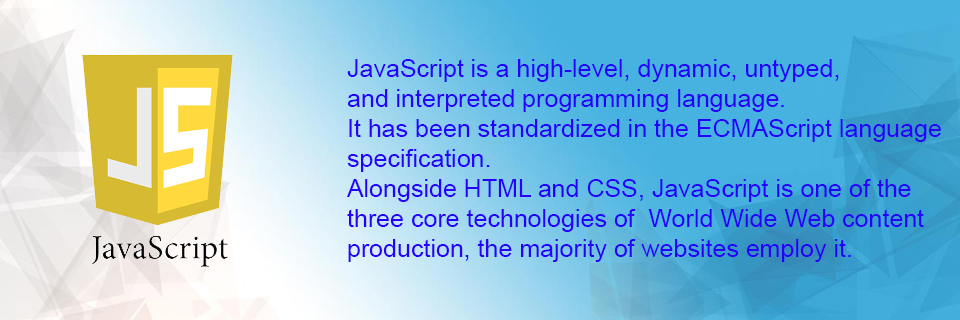 JS
JavaScript
JavaScript is a high-level, dynamic, untyped,
and interpreted programming language.
It has been standardized in the ECMAScript language
specification.
Alongside HTML and CSS, JavaScript is one of the
three core technologies of  World Wide Web content
production, the majority of websites employ it.